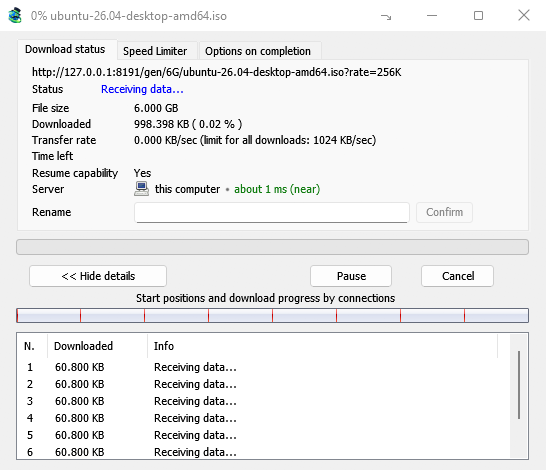 0% ubuntu-26.04-desktop-amd64.iso
Download status Speed Limiter Options on completion
http://127.0.0.1:8191/gen/6G/ubuntu-26.04-desktop-amd64.iso?rate=256K
Status Receiving data...
File size 6.000 GB
Downloaded 998.398 KB ( 0.02 % )
Transfer rate 0.000 KB/sec (limit for all downloads: 1024 KB/sec)
Time left
Resume capability Yes
Server this computer • about 1 ms (near)
Rename Confirm
<< Hide details Pause Cancel
Start positions and download progress by connections
N. Downloaded Info
1 60.800 KB Receiving data...
2 60.800 KB Receiving data...
3 60.800 KB Receiving data...
4 60.800 KB Receiving data...
5 60.800 KB Receiving data...
6 60.800 KB Receiving data...